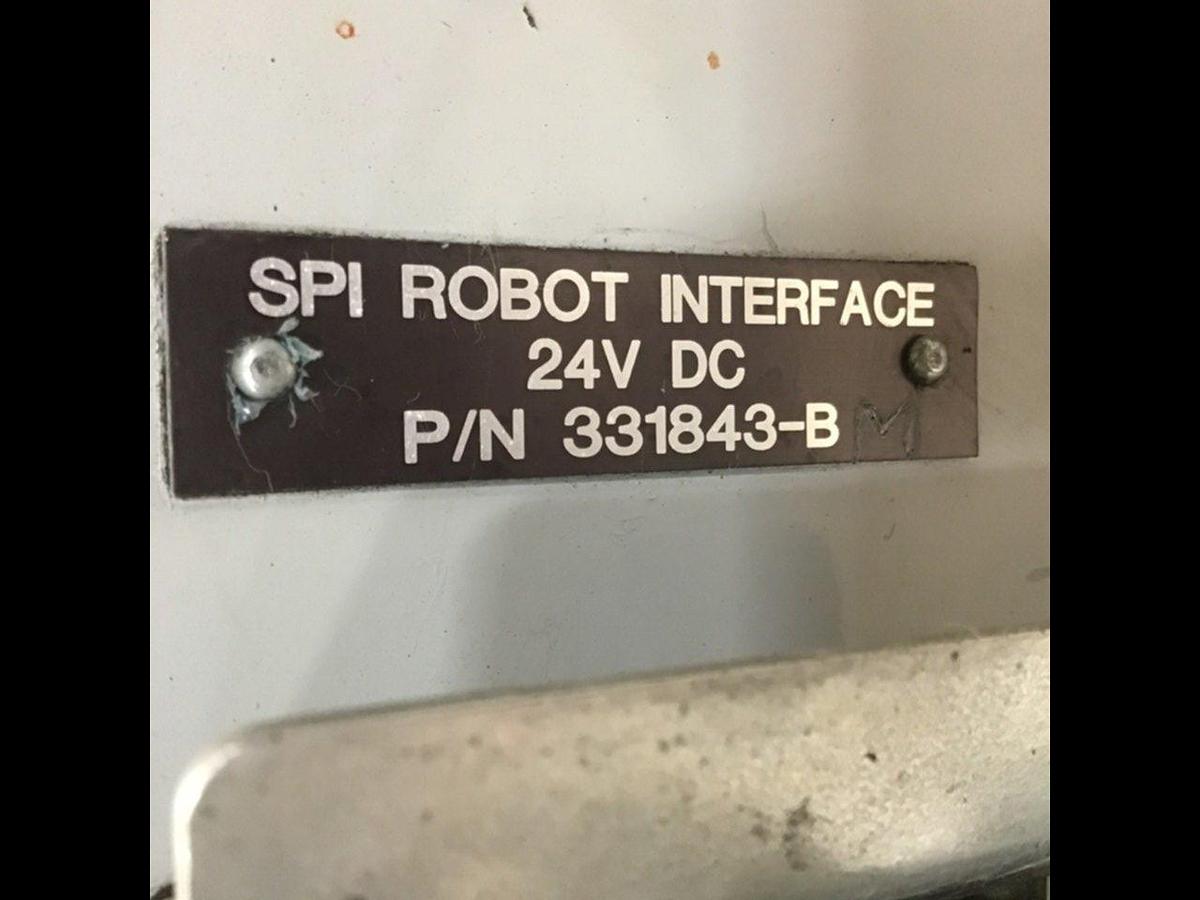 SPI ROBOT INTERFACE
24V DC
P/N 331843-B M